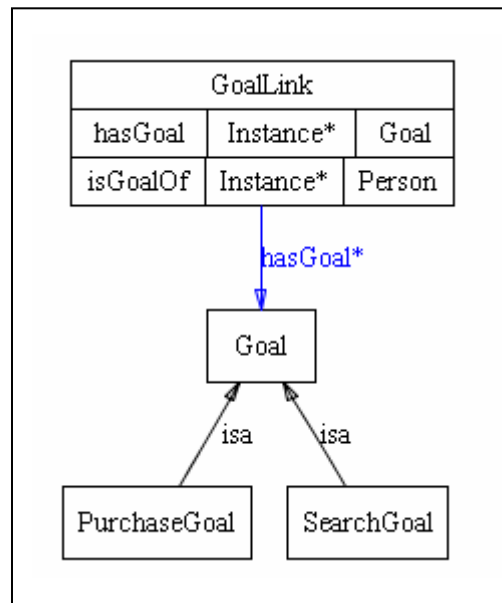 GoalLink
hasGoal Instance* Goal
isGoalOf Instance* Person
hasGoal*
Goal
isa isa
PurchaseGoal SearchGoal